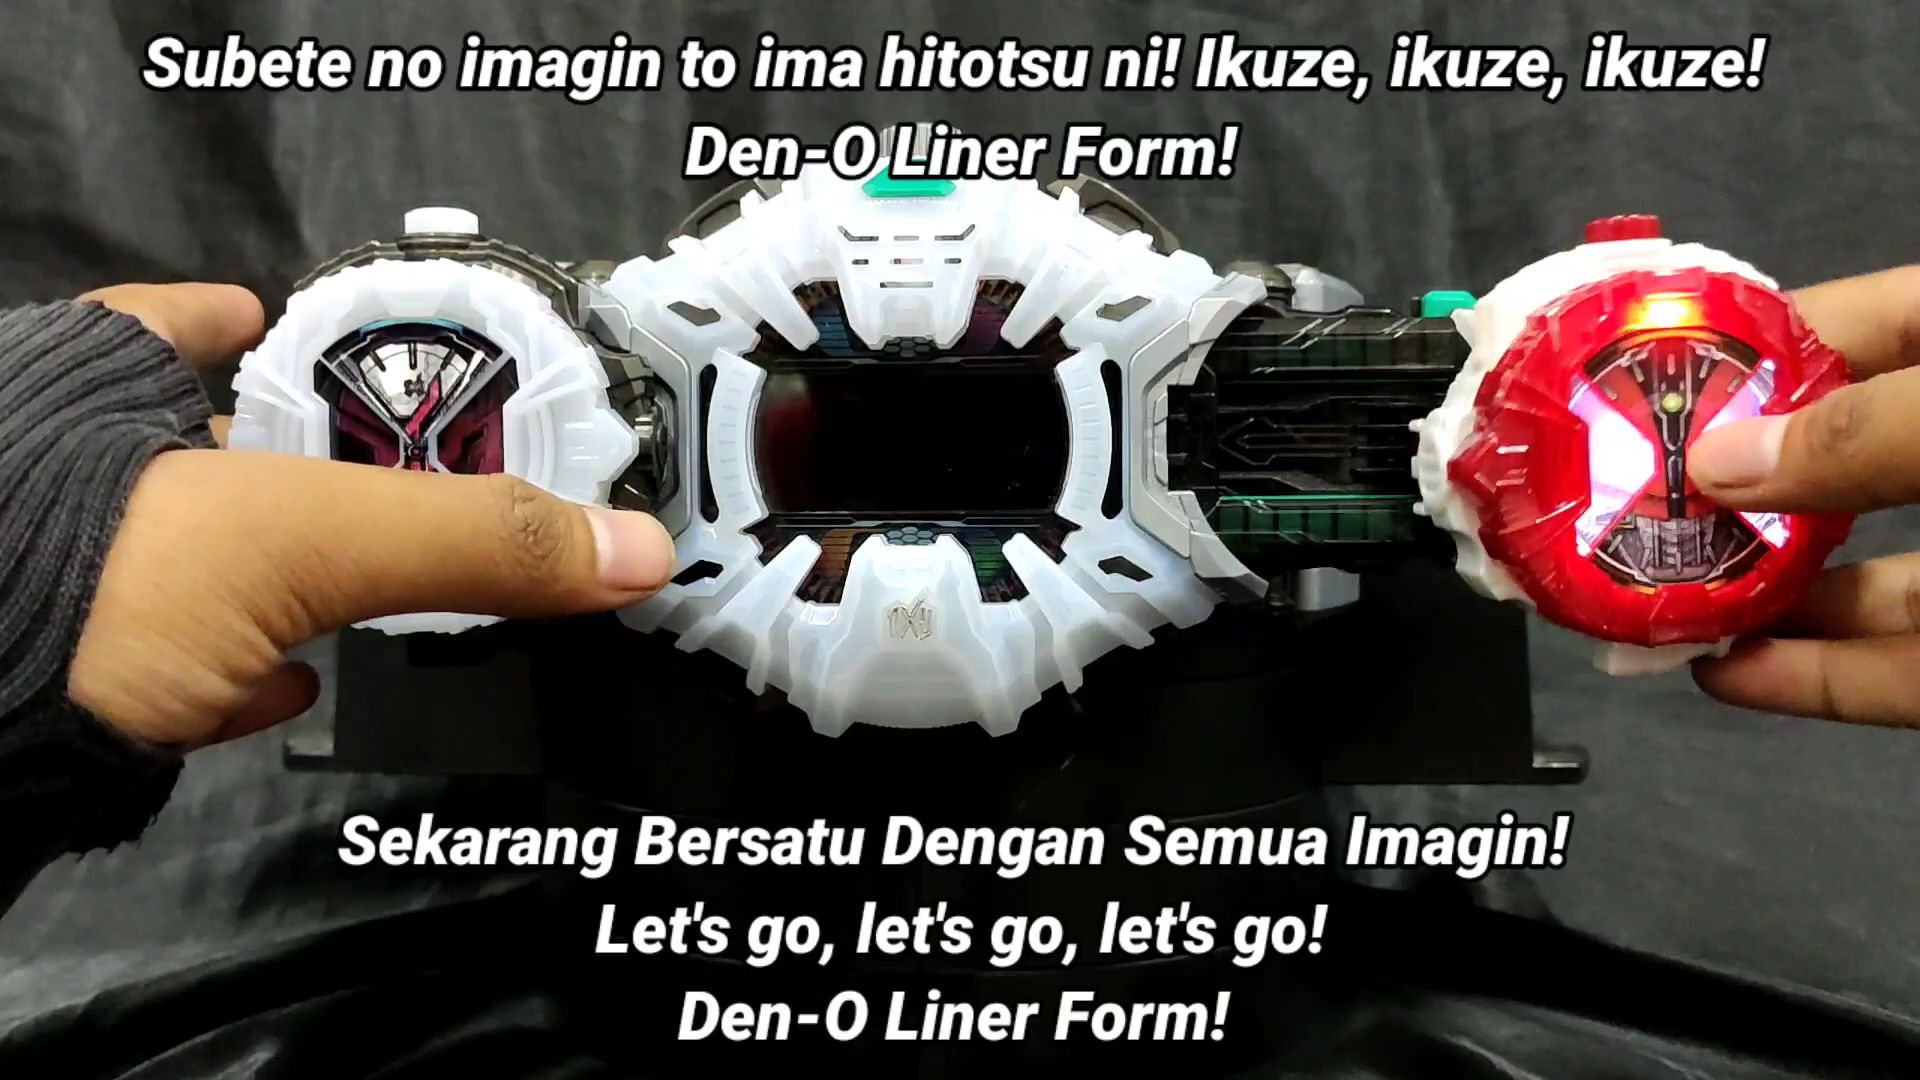 Subete no imagin to ima hitotsu ni! Ikuze, ikuze, ikuze!
Den-O Liner Form!
Sekarang Bersatu Dengan Semua Imagin!
Let's go, let's go, let's go!
Den-O Liner Form!